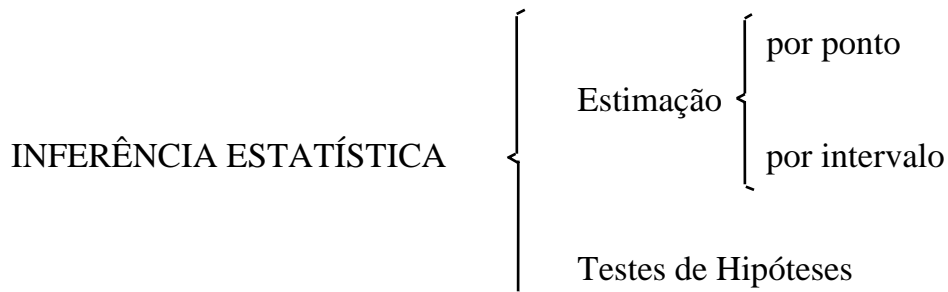 por ponto
Estimação
INFERÊNCIA ESTATÍSTICA
por intervalo
Testes de Hipóteses